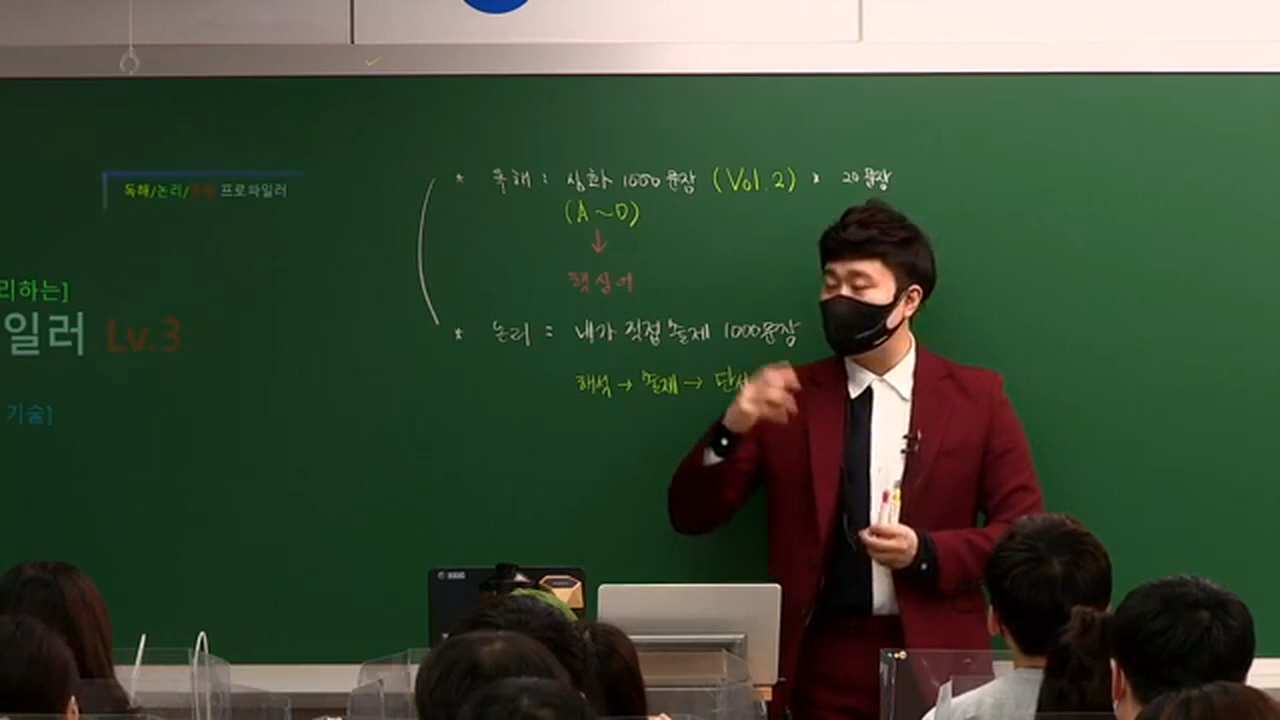 독해/논리/문법 프로파일러
리하는]
일러 Lv.3
기술]
* 독해 : 심화 1000문장 (Vol.2) * 20문장
(A~D)
↓
핵심어
* 논리 : 내가 직접 출제 1000문장
해석 → 출제 → 단서